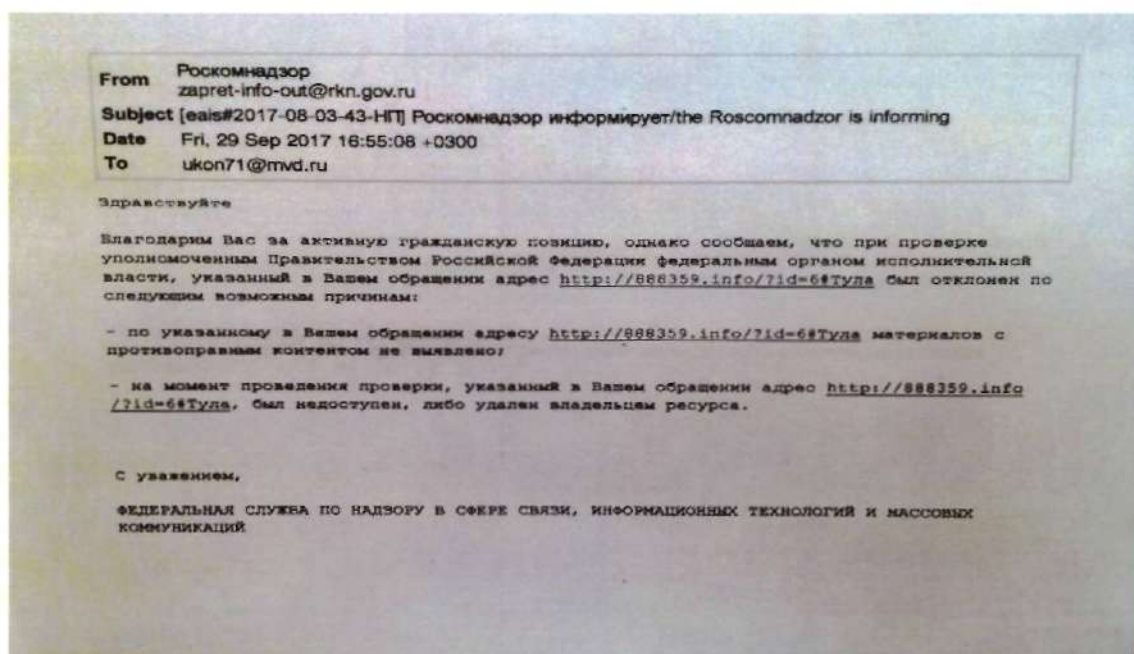 From Роскомнадзор
zapret-info-out@rkn.gov.ru
Subject [eais#2017-08-03-43-НП] Роскомнадзор информирует/the Roscomnadzor is informing
Date Fri, 29 Sep 2017 16:55:08 +0300
To ukon71@mvd.ru
Здравствуйте
Благодарим Вас за активную гражданскую позицию, однако сообщаем, что при проверке
уполномоченным Правительством Российской Федерации федеральным органом исполнительной
власти, указанный в Вашем обращении адрес http://888359.info/?id=6#Тула был отклонен по
следующим возможным причинам:
- по указанному в Вашем обращении адресу http://888359.info/?id=6#Тула материалов с
противоправным контентом не выявлено;
- на момент проведения проверки, указанный в Вашем обращении адрес http://888359.info
/?id=6#Тула, был недоступен, либо удален владельцем ресурса.
С уважением,
ФЕДЕРАЛЬНАЯ СЛУЖБА ПО НАДЗОРУ В СФЕРЕ СВЯЗИ, ИНФОРМАЦИОННЫХ ТЕХНОЛОГИЙ И МАССОВЫХ
КОММУНИКАЦИЙ